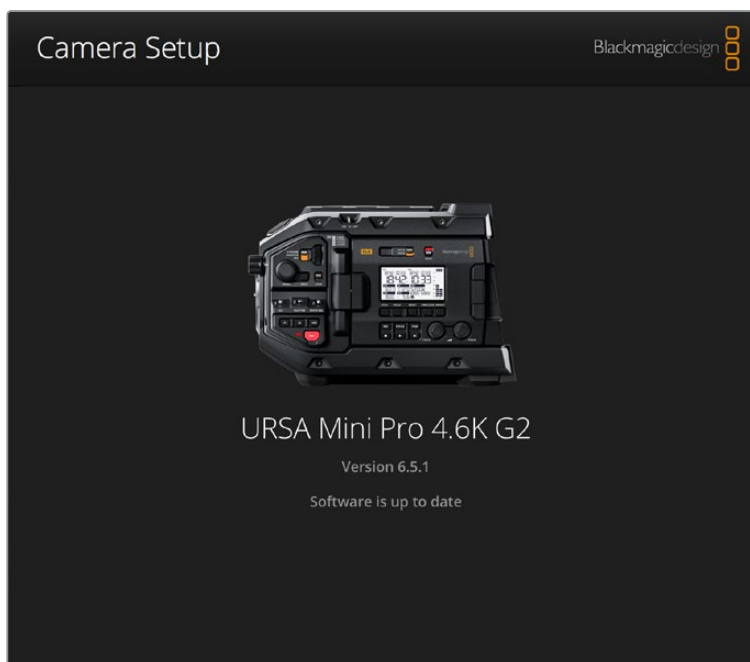 Camera Setup
Blackmagicdesign
URSA Mini Pro 4.6K G2
Version 6.5.1
Software is up to date